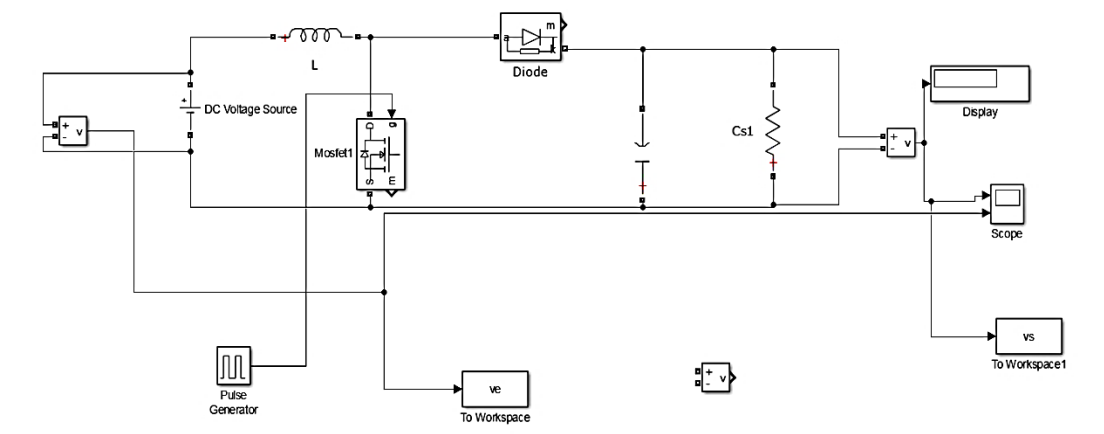 m
a
k
Diode
L
DC Voltage Source
+
-
v
g
D
Mosfet1
S
m
Cs1
+
-
v
Display
Scope
Pulse
Generator
ve
To Workspace
+
-
v
vs
To Workspace1